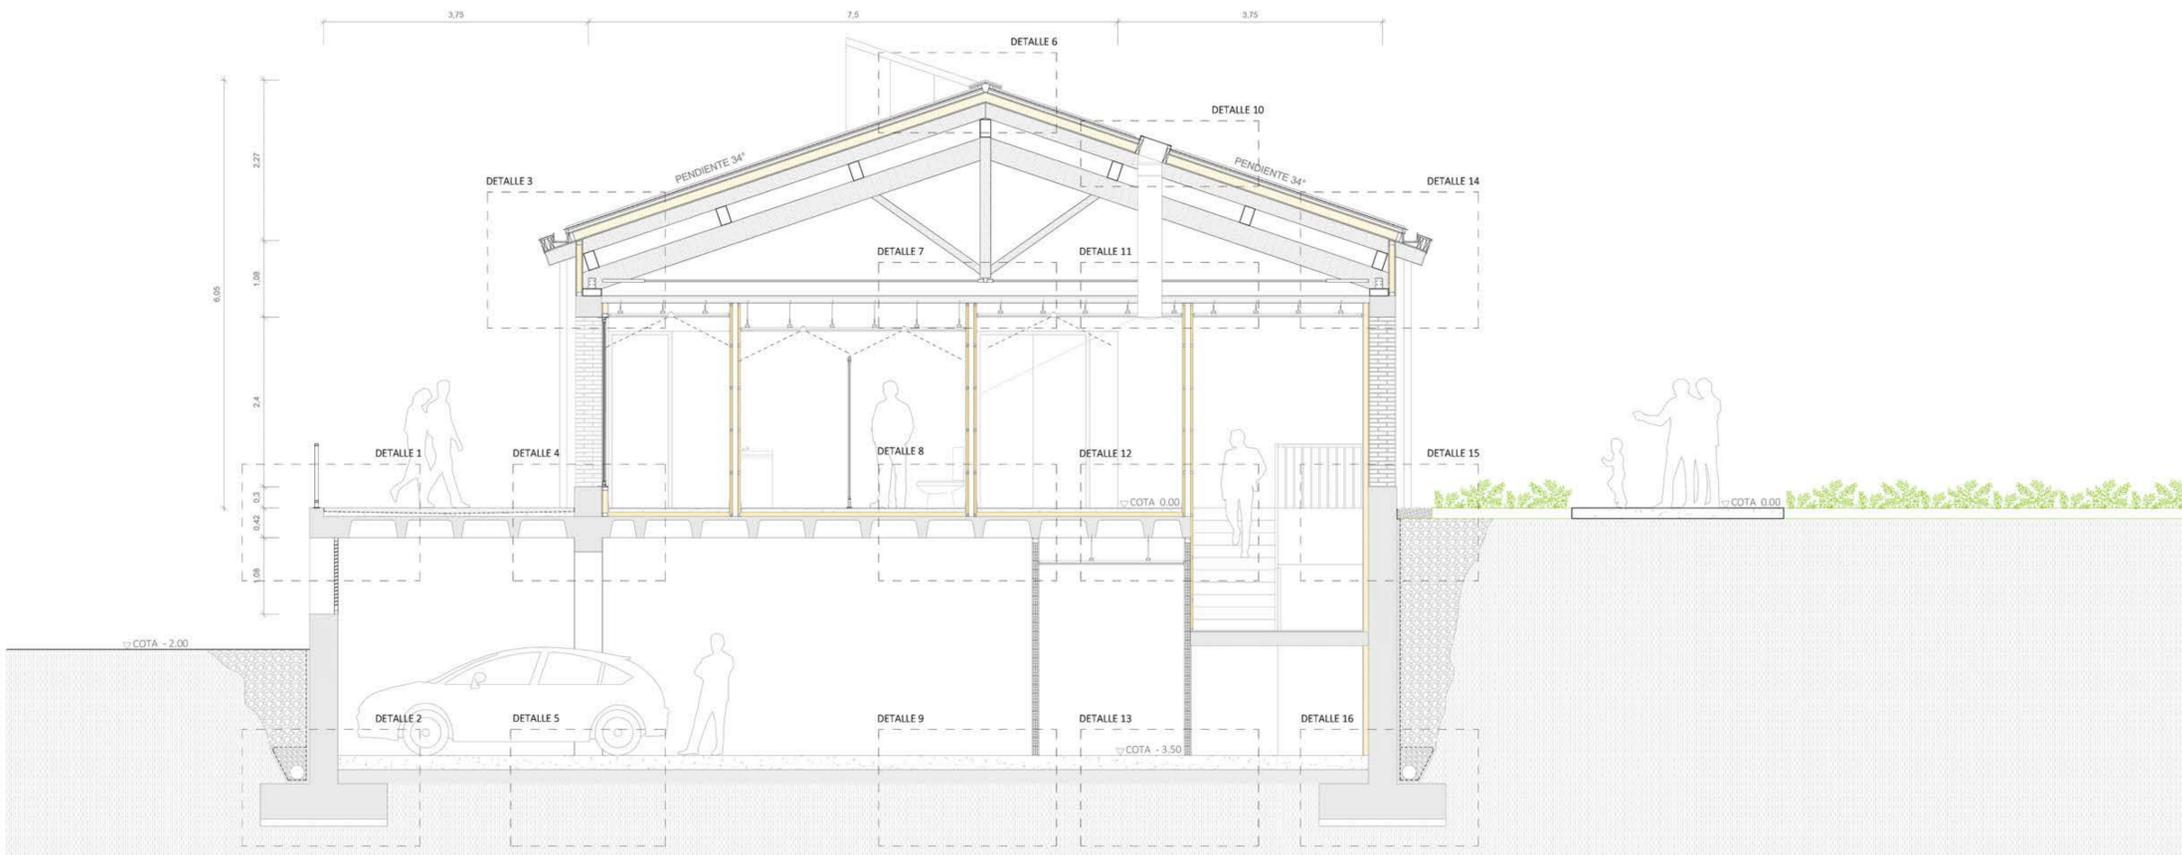 3,75
7,5
3,75
DETALLE 6
DETALLE 10
2,27
PENDIENTE 34°
PENDIENTE 34°
DETALLE 3
DETALLE 14
6,05
1,08
DETALLE 7
DETALLE 11
2,4
DETALLE 1
DETALLE 4
DETALLE 8
DETALLE 12
DETALLE 15
0,3
COTA 0.00
COTA 0.00
0,42
1,08
COTA - 2.00
DETALLE 2
DETALLE 5
DETALLE 9
DETALLE 13
DETALLE 16
COTA - 3.50